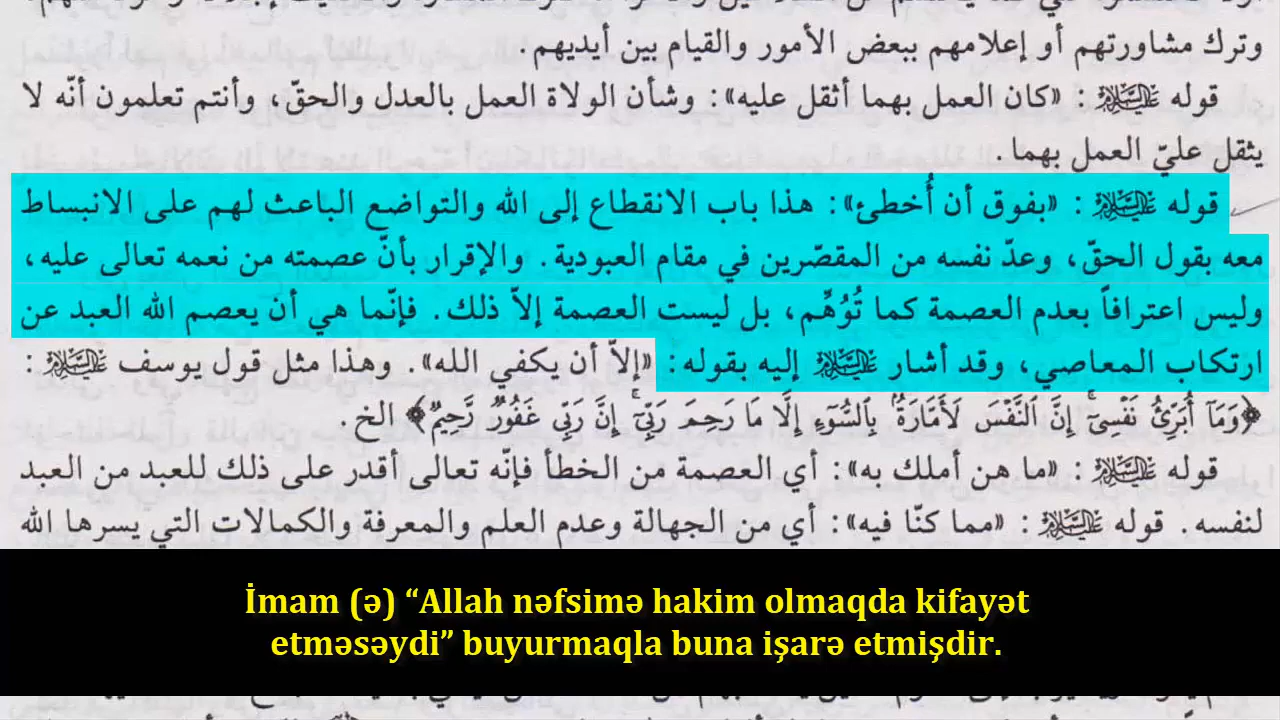 وترك مشاورتهم أو إعلامهم ببعض الأمور والقيام بين أيديهم.
قوله عليه السلام: «كان العمل بهما أثقل عليه»: وشأن الولاة العمل بالعدل والحقّ، وأنتم تعلمون أنّه لا
يثقل عليّ العمل بهما.
قوله عليه السلام: «بفوق أن أُخطئ»: هذا باب الانقطاع إلى الله والتواضع الباعث لهم على الانبساط
معه بقول الحقّ، وعدّ نفسه من المقصّرين في مقام العبودية. والإقرار بأنّ عصمته من نعمه تعالى عليه،
وليس اعترافاً بعدم العصمة كما تُوُهِّم، بل ليست العصمة إلاّ ذلك. فإنّما هي أن يعصم الله العبد عن
ارتكاب المعاصي، وقد أشار عليه السلام إليه بقوله: «إلاّ أن يكفي الله». وهذا مثل قول يوسف عليه السلام:
﴿وَمَآ أُبَرِّئُ نَفْسِيٓ ۚ إِنَّ ٱلنَّفْسَ لَأَمَّارَةُۢ بِٱلسُّوٓءِ إِلَّا مَا رَحِمَ رَبِّيٓ ۚ إِنَّ رَبِّي غَفُورٌ رَّحِيمٌ﴾ الخ.
قوله عليه السلام: «ما هن أملك به»: أي العصمة من الخطأ فإنّه تعالى أقدر على ذلك للعبد من العبد
لنفسه. قوله عليه السلام: «مما كنّا فيه»: أي من الجهالة وعدم العلم والمعرفة والكمالات التي يسرها الله
İmam (ə) “Allah nəfsimə hakim olmaqda kifayət
etməsəydi” buyurmaqla buna işarə etmişdir.